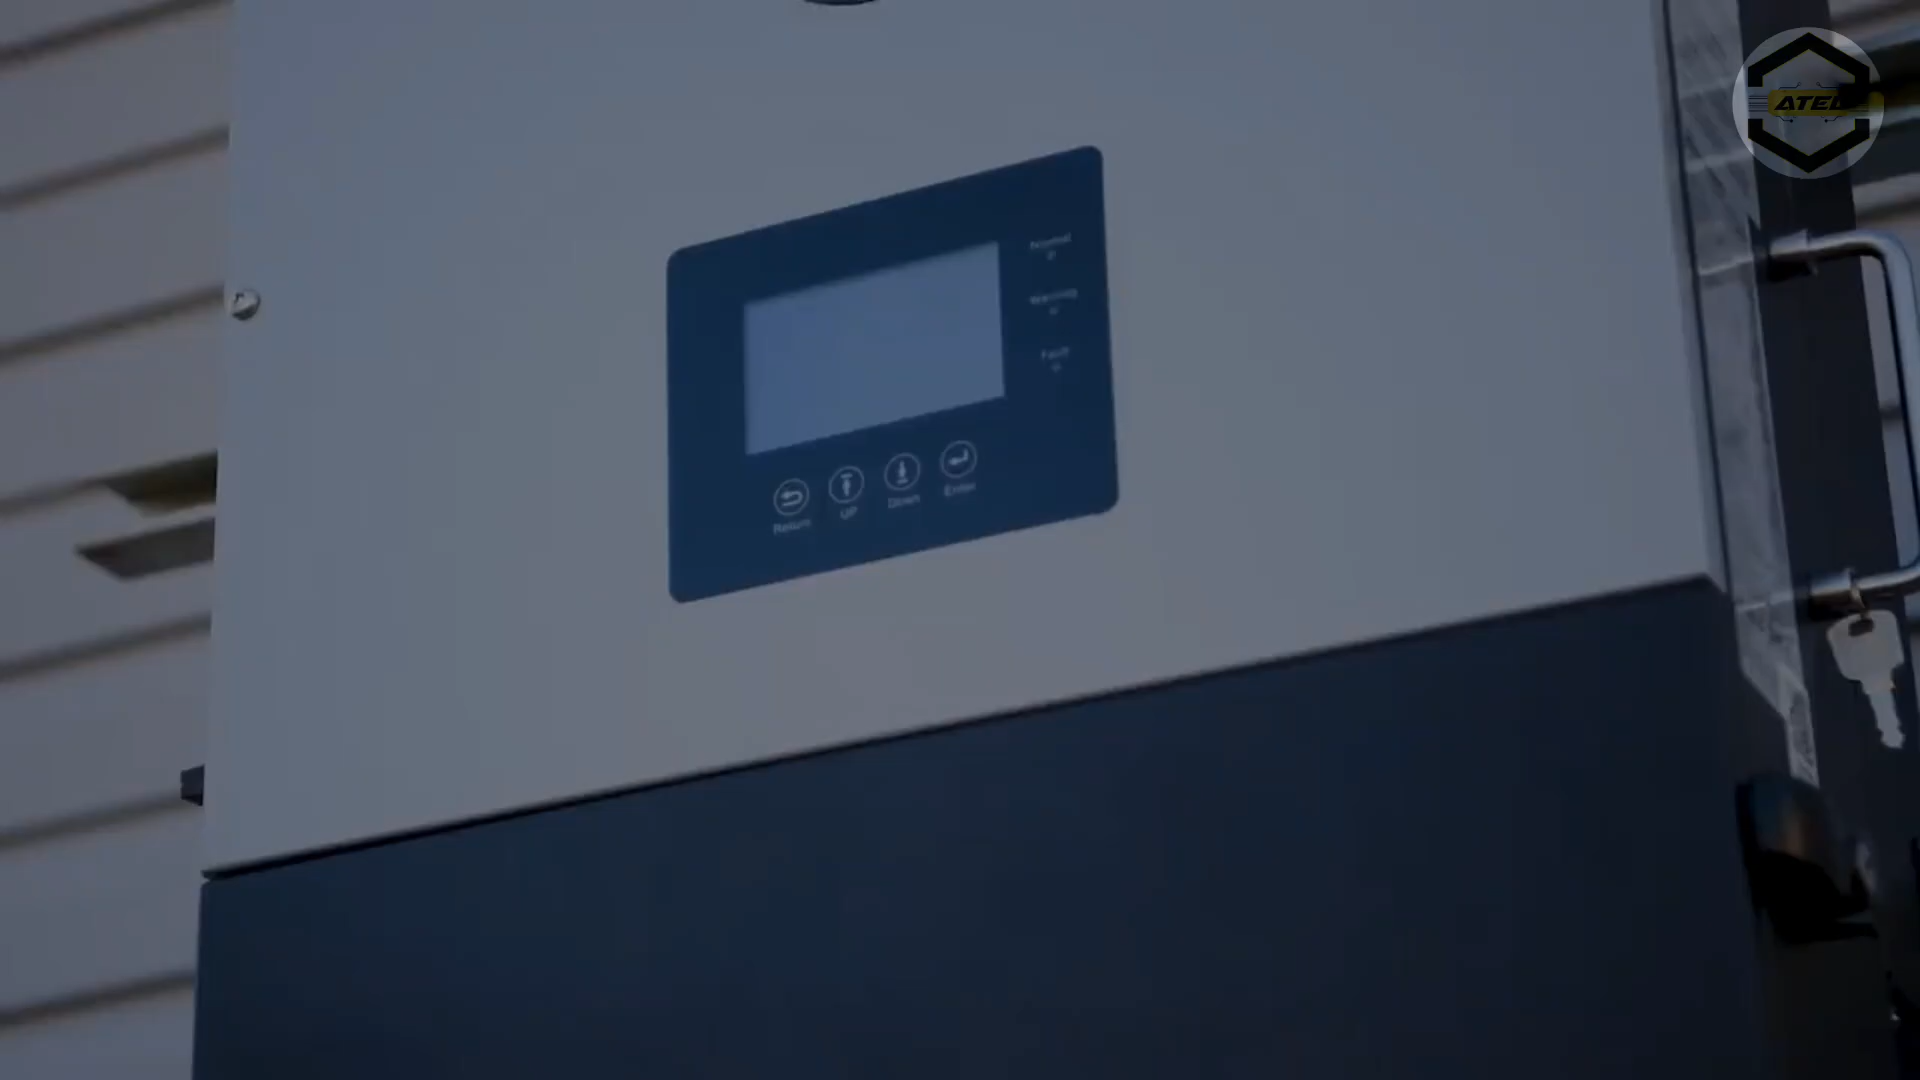 ATEC
Normal
Warning
Fault
Return
UP
Down
Enter